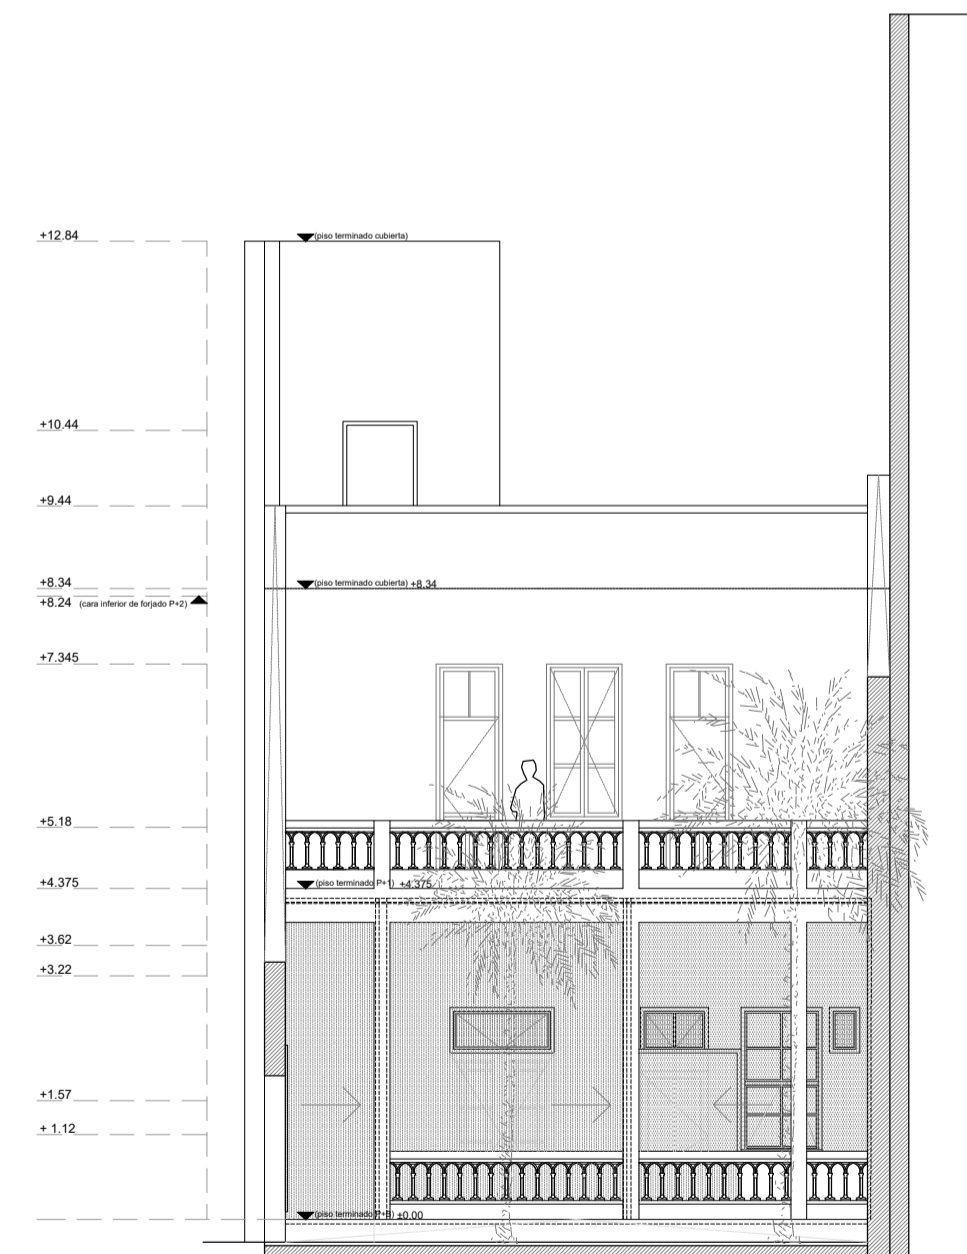 +12.84
(piso terminado cubierta)
+10.44
+9.44
+8.34
(piso terminado cubierta) +8.34
+8.24 (cara inferior de forjado P+2)
+7.345
+5.18
+4.375
(piso terminado P+1) +4.375
+3.62
+3.22
+1.57
+ 1.12
(piso terminado ±0.00